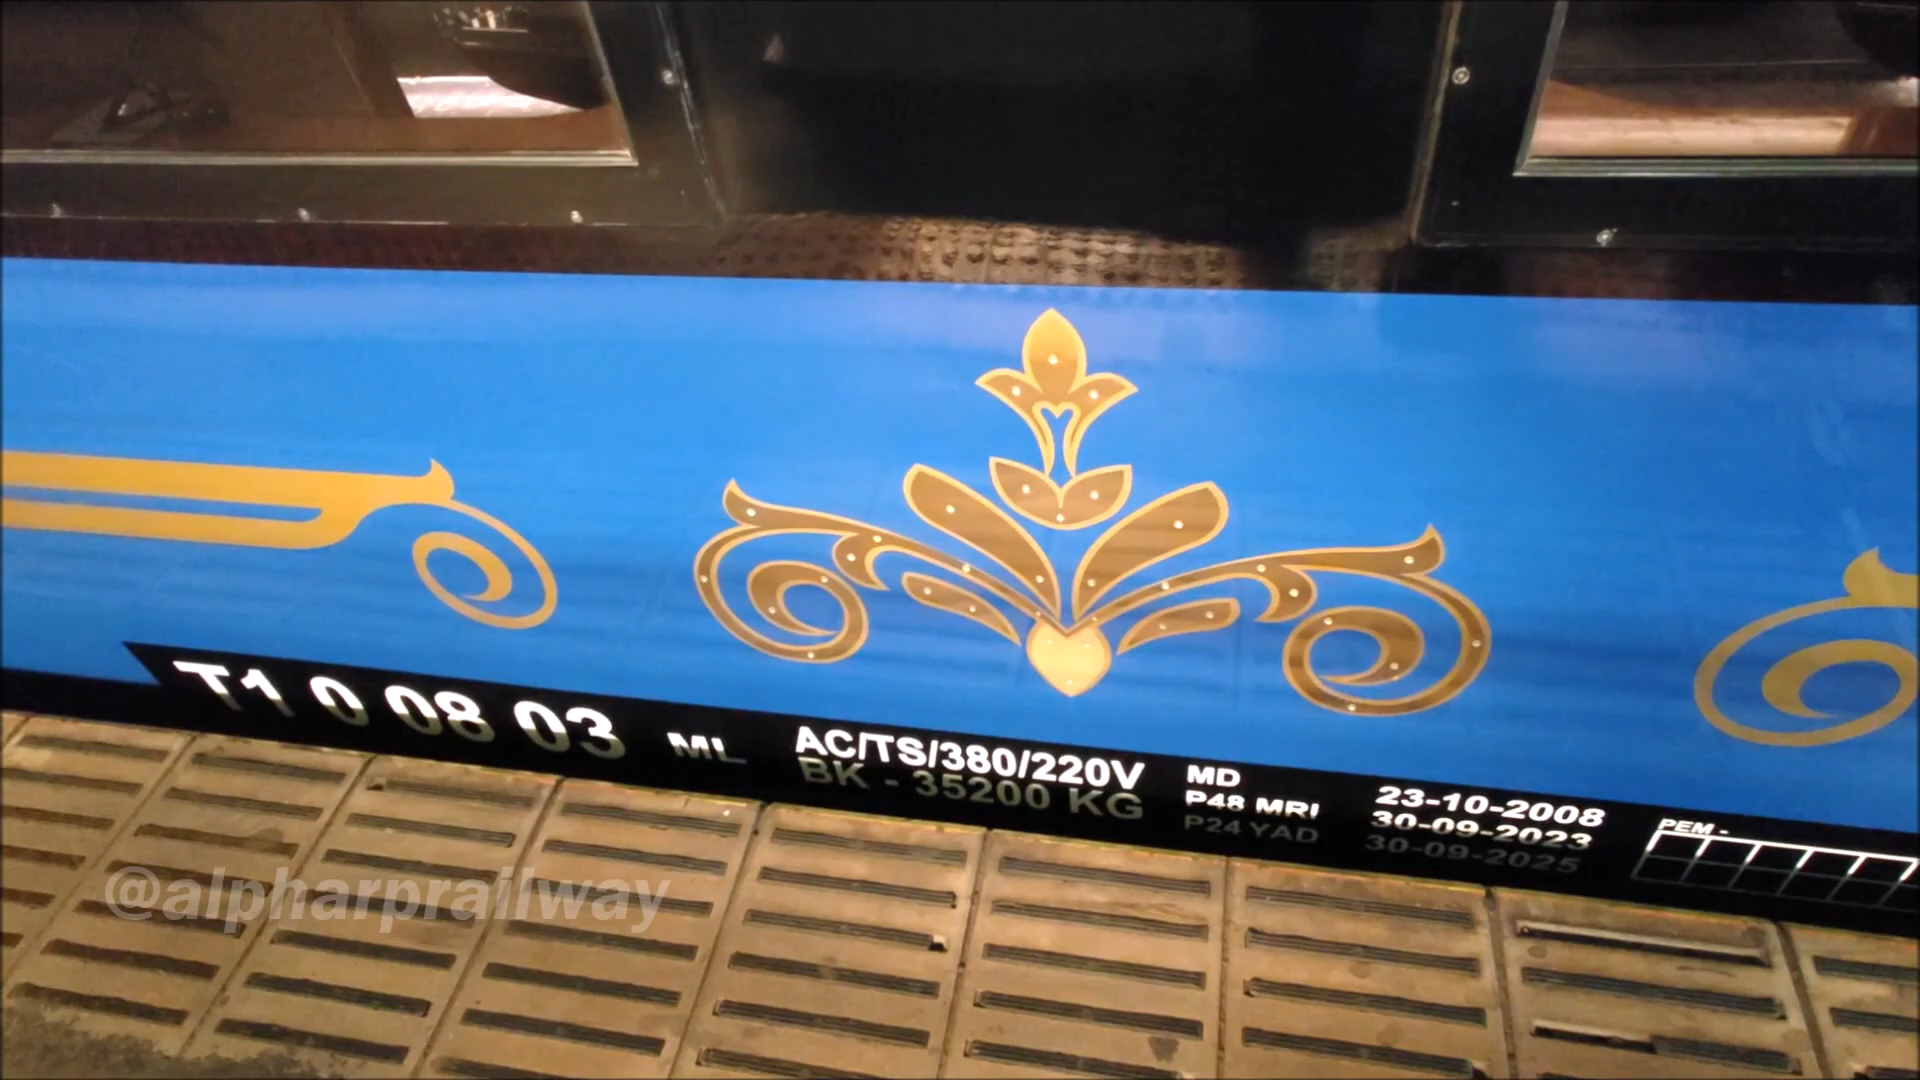 T1 0 08 03 ML
AC/TS/380/220V
BK - 35200 KG
MD 23-10-2008
P48 MRI 30-09-2023
P24 YAD 30-09-2025
PEM -
@alpharprailway